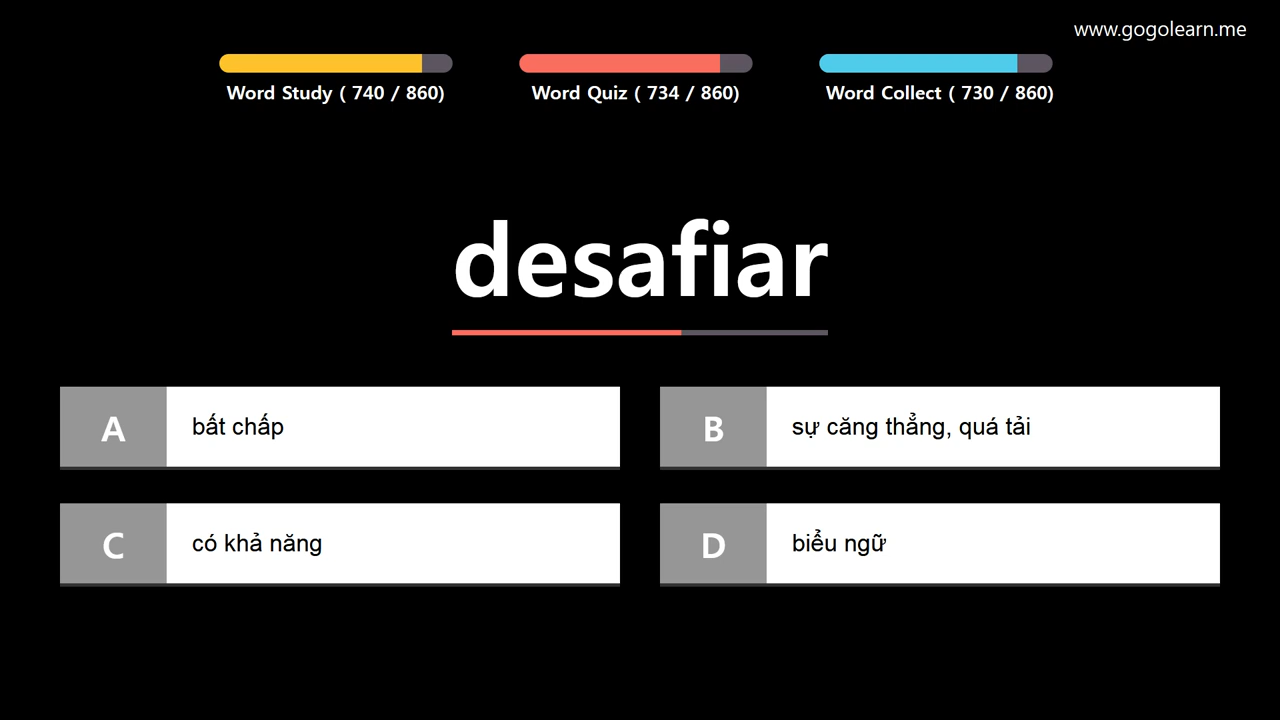 www.gogolearn.me
Word Study ( 740 / 860)
Word Quiz ( 734 / 860)
Word Collect ( 730 / 860)
desafiar
A bất chấp
B sự căng thẳng, quá tải
C có khả năng
D biểu ngữ